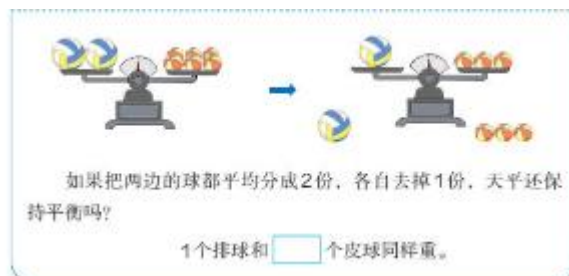 如果把两边的球都平均分成2份，各自去掉1份，天平还保
持平衡吗？
1个排球和 个皮球同样重。